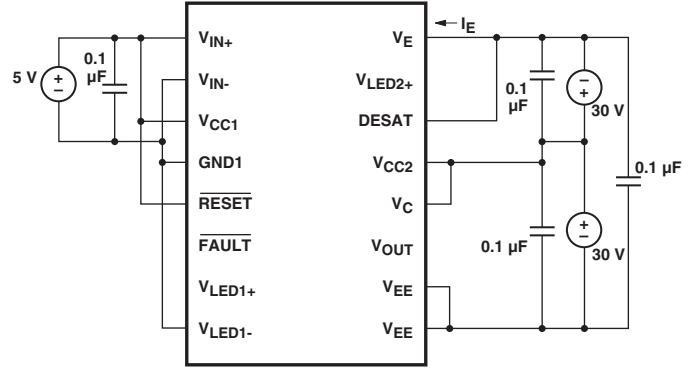 I_E
V_IN+
V_E
0.1
µF
5 V
+
−
V_IN-
V_LED2+
0.1
µF
−
+
30 V
V_CC1
DESAT
GND1
V_CC2
0.1 µF
RESET
V_C
FAULT
V_OUT
0.1 µF
+
−
30 V
V_LED1+
V_EE
V_LED1-
V_EE